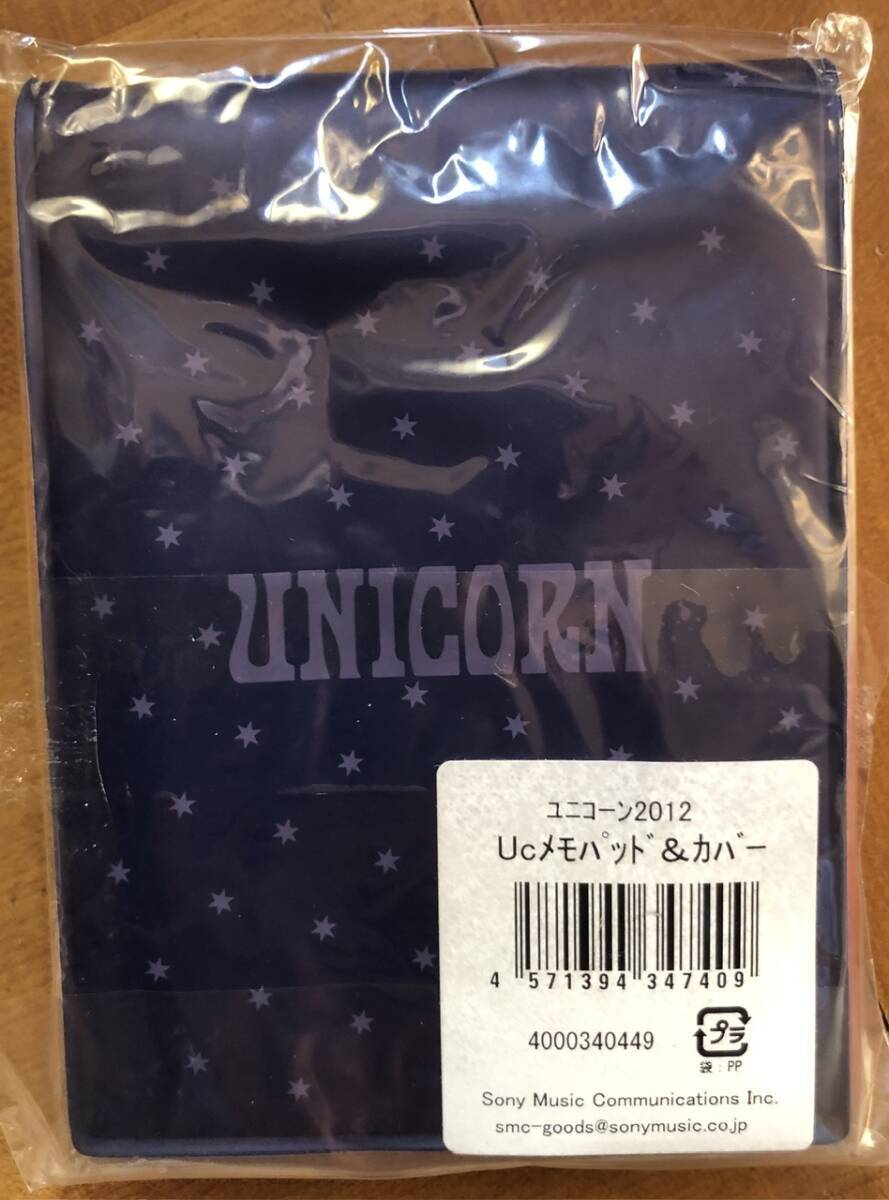 UNICORN
ユニコーン2012
Ucﾒﾓﾊﾟｯﾄﾞ&ｶﾊﾞｰ
4 571394 347409
4000340449
プラ
袋：PP
Sony Music Communications Inc.
smc-goods@sonymusic.co.jp